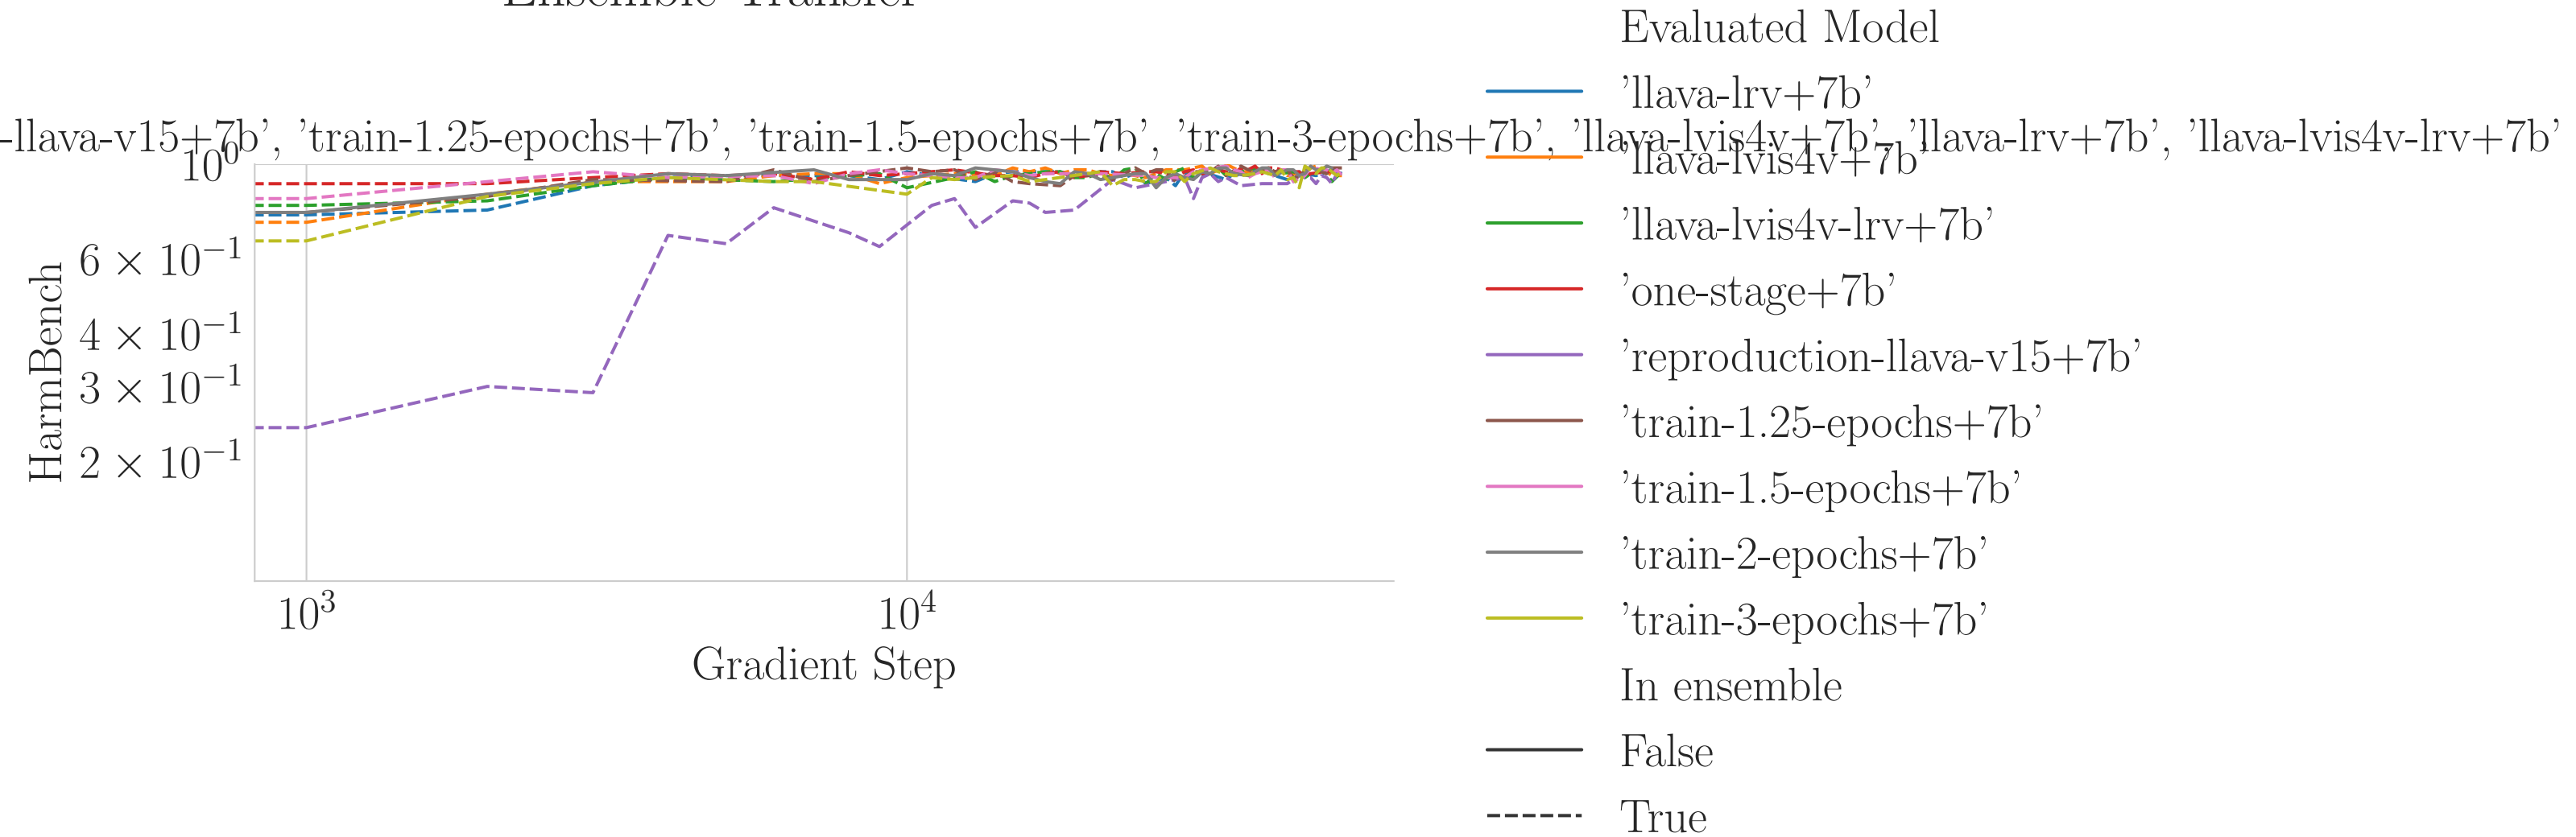 Ensemble Transfer
-llava-v15+7b', 'train-1.25-epochs+7b', 'train-1.5-epochs+7b', 'train-3-epochs+7b', 'llava-lvis4v+7b', 'llava-lrv+7b', 'llava-lvis4v-lrv+7b'
10^0
6 × 10^−1
4 × 10^−1
3 × 10^−1
2 × 10^−1
HarmBench
10^3
10^4
Gradient Step
Evaluated Model
'llava-lrv+7b'
'llava-lvis4v+7b'
'llava-lvis4v-lrv+7b'
'one-stage+7b'
'reproduction-llava-v15+7b'
'train-1.25-epochs+7b'
'train-1.5-epochs+7b'
'train-2-epochs+7b'
'train-3-epochs+7b'
In ensemble
False
True